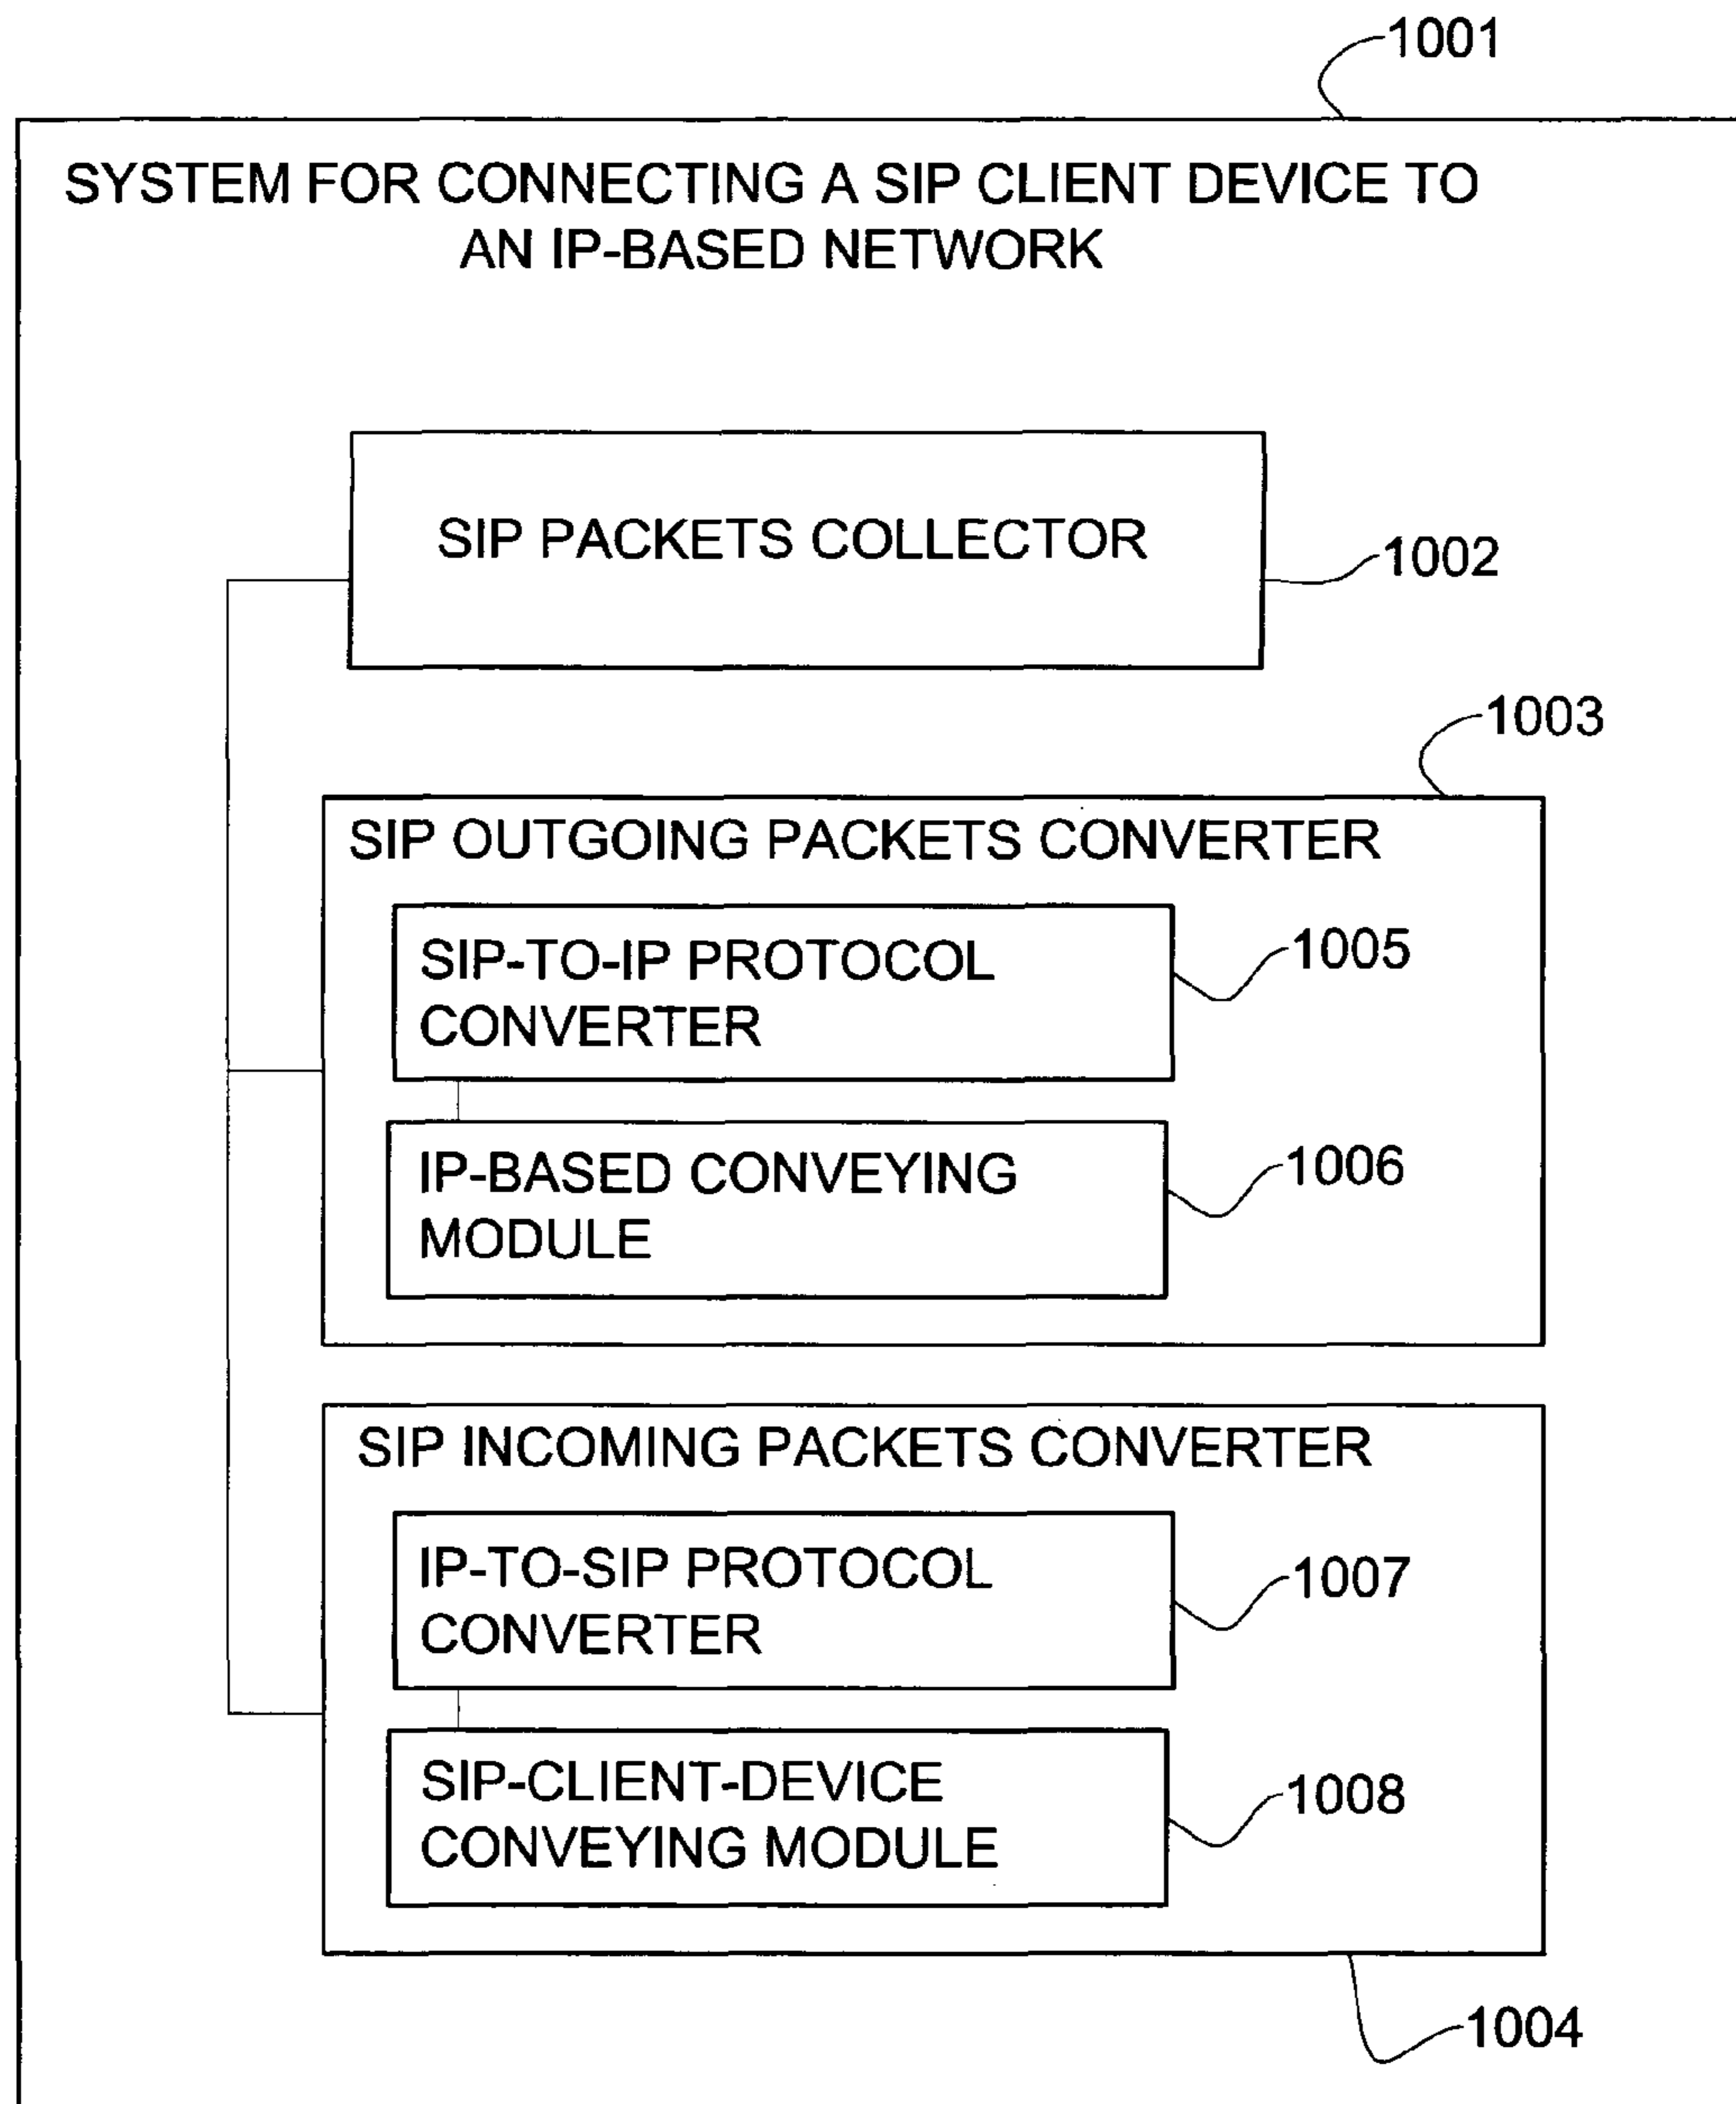 1001
SYSTEM FOR CONNECTING A SIP CLIENT DEVICE TO
AN IP-BASED NETWORK
SIP PACKETS COLLECTOR
1002
1003
SIP OUTGOING PACKETS CONVERTER
SIP-TO-IP PROTOCOL
CONVERTER
1005
IP-BASED CONVEYING
MODULE
1006
SIP INCOMING PACKETS CONVERTER
IP-TO-SIP PROTOCOL
CONVERTER
1007
SIP-CLIENT-DEVICE
CONVEYING MODULE
1008
1004